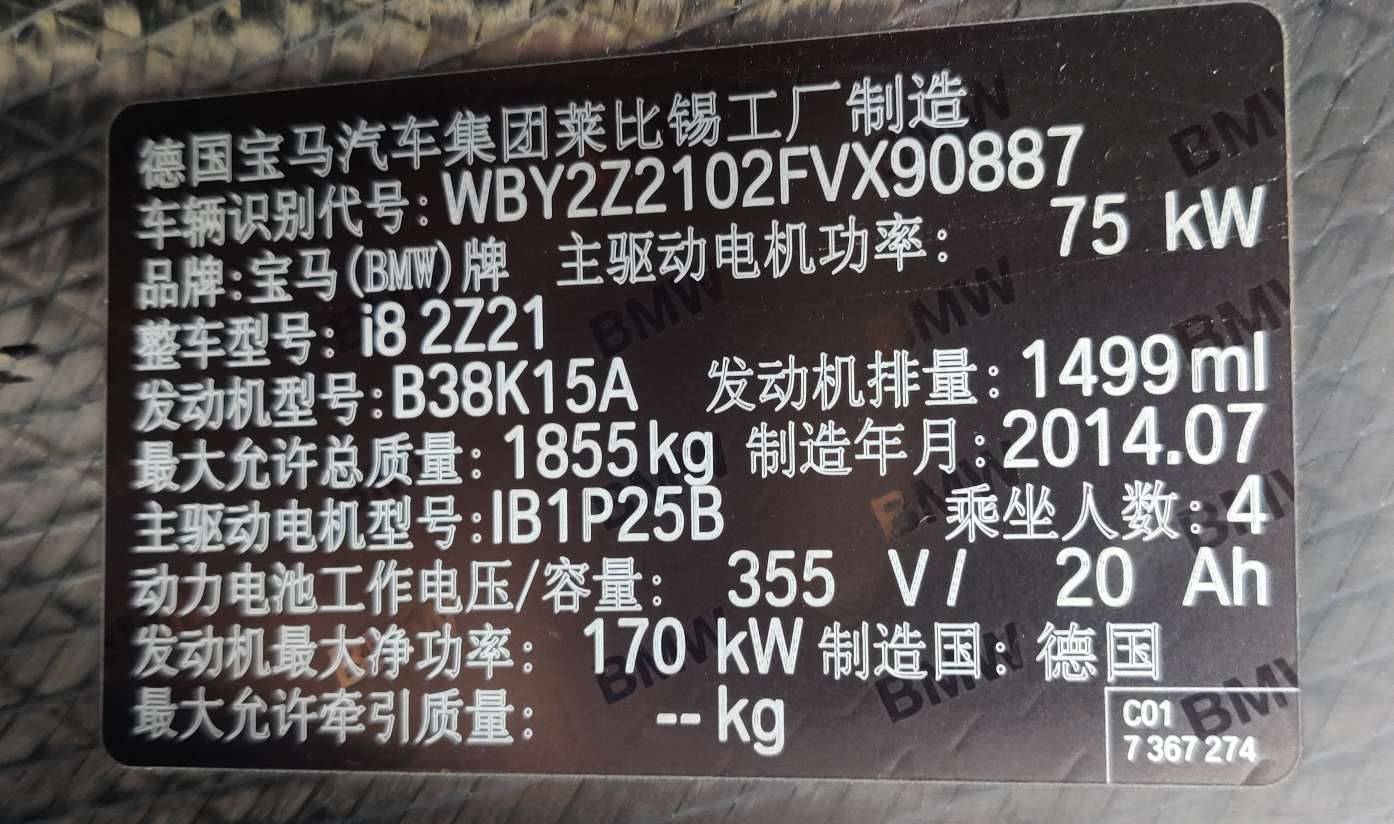 德国宝马汽车集团莱比锡工厂制造
车辆识别代号:WBY2Z2102FVX90887
品牌:宝马(BMW)牌 主驱动电机功率: 75 kW
整车型号: i8 2Z21
发动机型号:B38K15A 发动机排量:1499ml
最大允许总质量: 1855kg 制造年月:2014.07
主驱动电机型号:IB1P25B 乘坐人数:4
动力电池工作电压/容量: 355 V/ 20 Ah
发动机最大净功率: 170 kW 制造国: 德国
最大允许牵引质量: --kg
C01
7 367 274